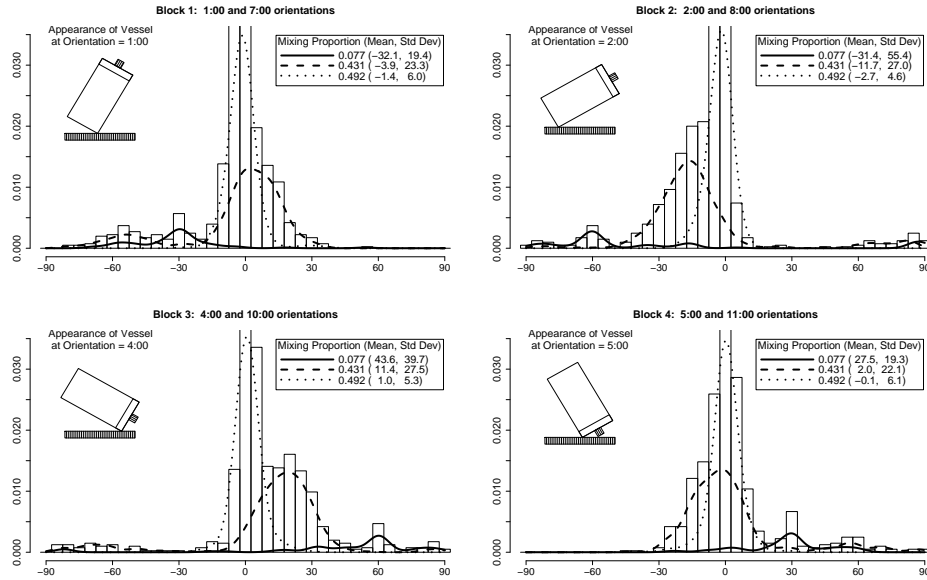 Block 1:  1:00 and 7:00 orientations
Appearance of Vessel
at Orientation = 1:00
Mixing Proportion (Mean, Std Dev)
0.077 (−32.1, 19.4)
0.431 ( −3.9, 23.3)
0.492 ( −1.4, 6.0)
0.000 0.010 0.020 0.030
−90 −60 −30 0 30 60 90
Block 2:  2:00 and 8:00 orientations
Appearance of Vessel
at Orientation = 2:00
Mixing Proportion (Mean, Std Dev)
0.077 (−31.4, 55.4)
0.431 (−11.7, 27.0)
0.492 ( −2.7, 4.6)
0.000 0.010 0.020 0.030
−90 −60 −30 0 30 60 90
Block 3:  4:00 and 10:00 orientations
Appearance of Vessel
at Orientation = 4:00
Mixing Proportion (Mean, Std Dev)
0.077 ( 43.6, 39.7)
0.431 ( 11.4, 27.5)
0.492 ( 1.0, 5.3)
0.000 0.010 0.020 0.030
−90 −60 −30 0 30 60 90
Block 4:  5:00 and 11:00 orientations
Appearance of Vessel
at Orientation = 5:00
Mixing Proportion (Mean, Std Dev)
0.077 ( 27.5, 19.3)
0.431 ( 2.0, 22.1)
0.492 ( −0.1, 6.1)
0.000 0.010 0.020 0.030
−90 −60 −30 0 30 60 90